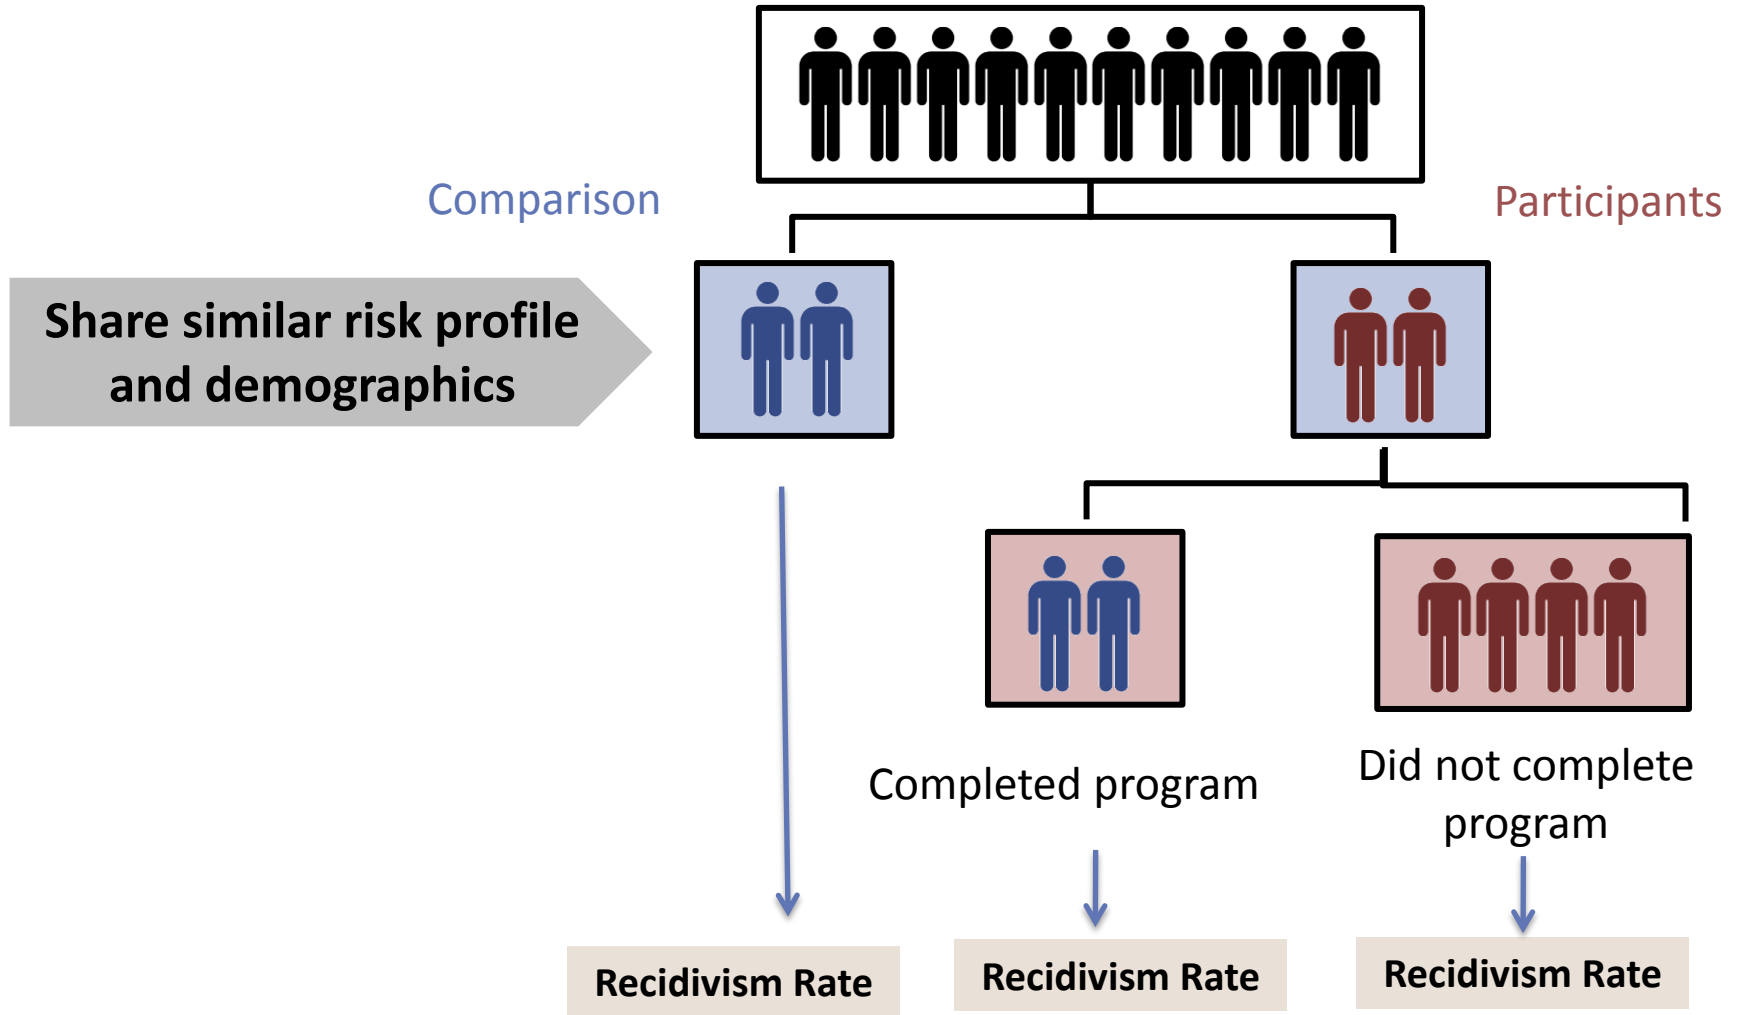 Comparison
Participants
Share similar risk profile
and demographics
Completed program
Did not complete
program
Recidivism Rate
Recidivism Rate
Recidivism Rate